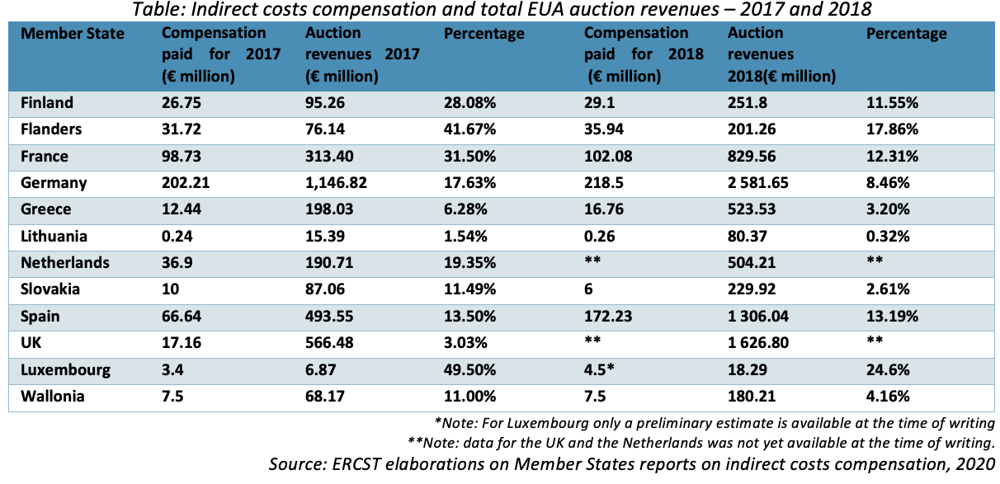 Table: Indirect costs compensation and total EUA auction revenues – 2017 and 2018
Member State Compensation paid for 2017 (€ million) Auction revenues 2017 (€ million) Percentage Compensation paid for 2018 (€ million) Auction revenues 2018(€ million) Percentage
Finland 26.75 95.26 28.08% 29.1 251.8 11.55%
Flanders 31.72 76.14 41.67% 35.94 201.26 17.86%
France 98.73 313.40 31.50% 102.08 829.56 12.31%
Germany 202.21 1,146.82 17.63% 218.5 2 581.65 8.46%
Greece 12.44 198.03 6.28% 16.76 523.53 3.20%
Lithuania 0.24 15.39 1.54% 0.26 80.37 0.32%
Netherlands 36.9 190.71 19.35% ** 504.21 **
Slovakia 10 87.06 11.49% 6 229.92 2.61%
Spain 66.64 493.55 13.50% 172.23 1 306.04 13.19%
UK 17.16 566.48 3.03% ** 1 626.80 **
Luxembourg 3.4 6.87 49.50% 4.5* 18.29 24.6%
Wallonia 7.5 68.17 11.00% 7.5 180.21 4.16%
*Note: For Luxembourg only a preliminary estimate is available at the time of writing
**Note: data for the UK and the Netherlands was not yet available at the time of writing.
Source: ERCST elaborations on Member States reports on indirect costs compensation, 2020